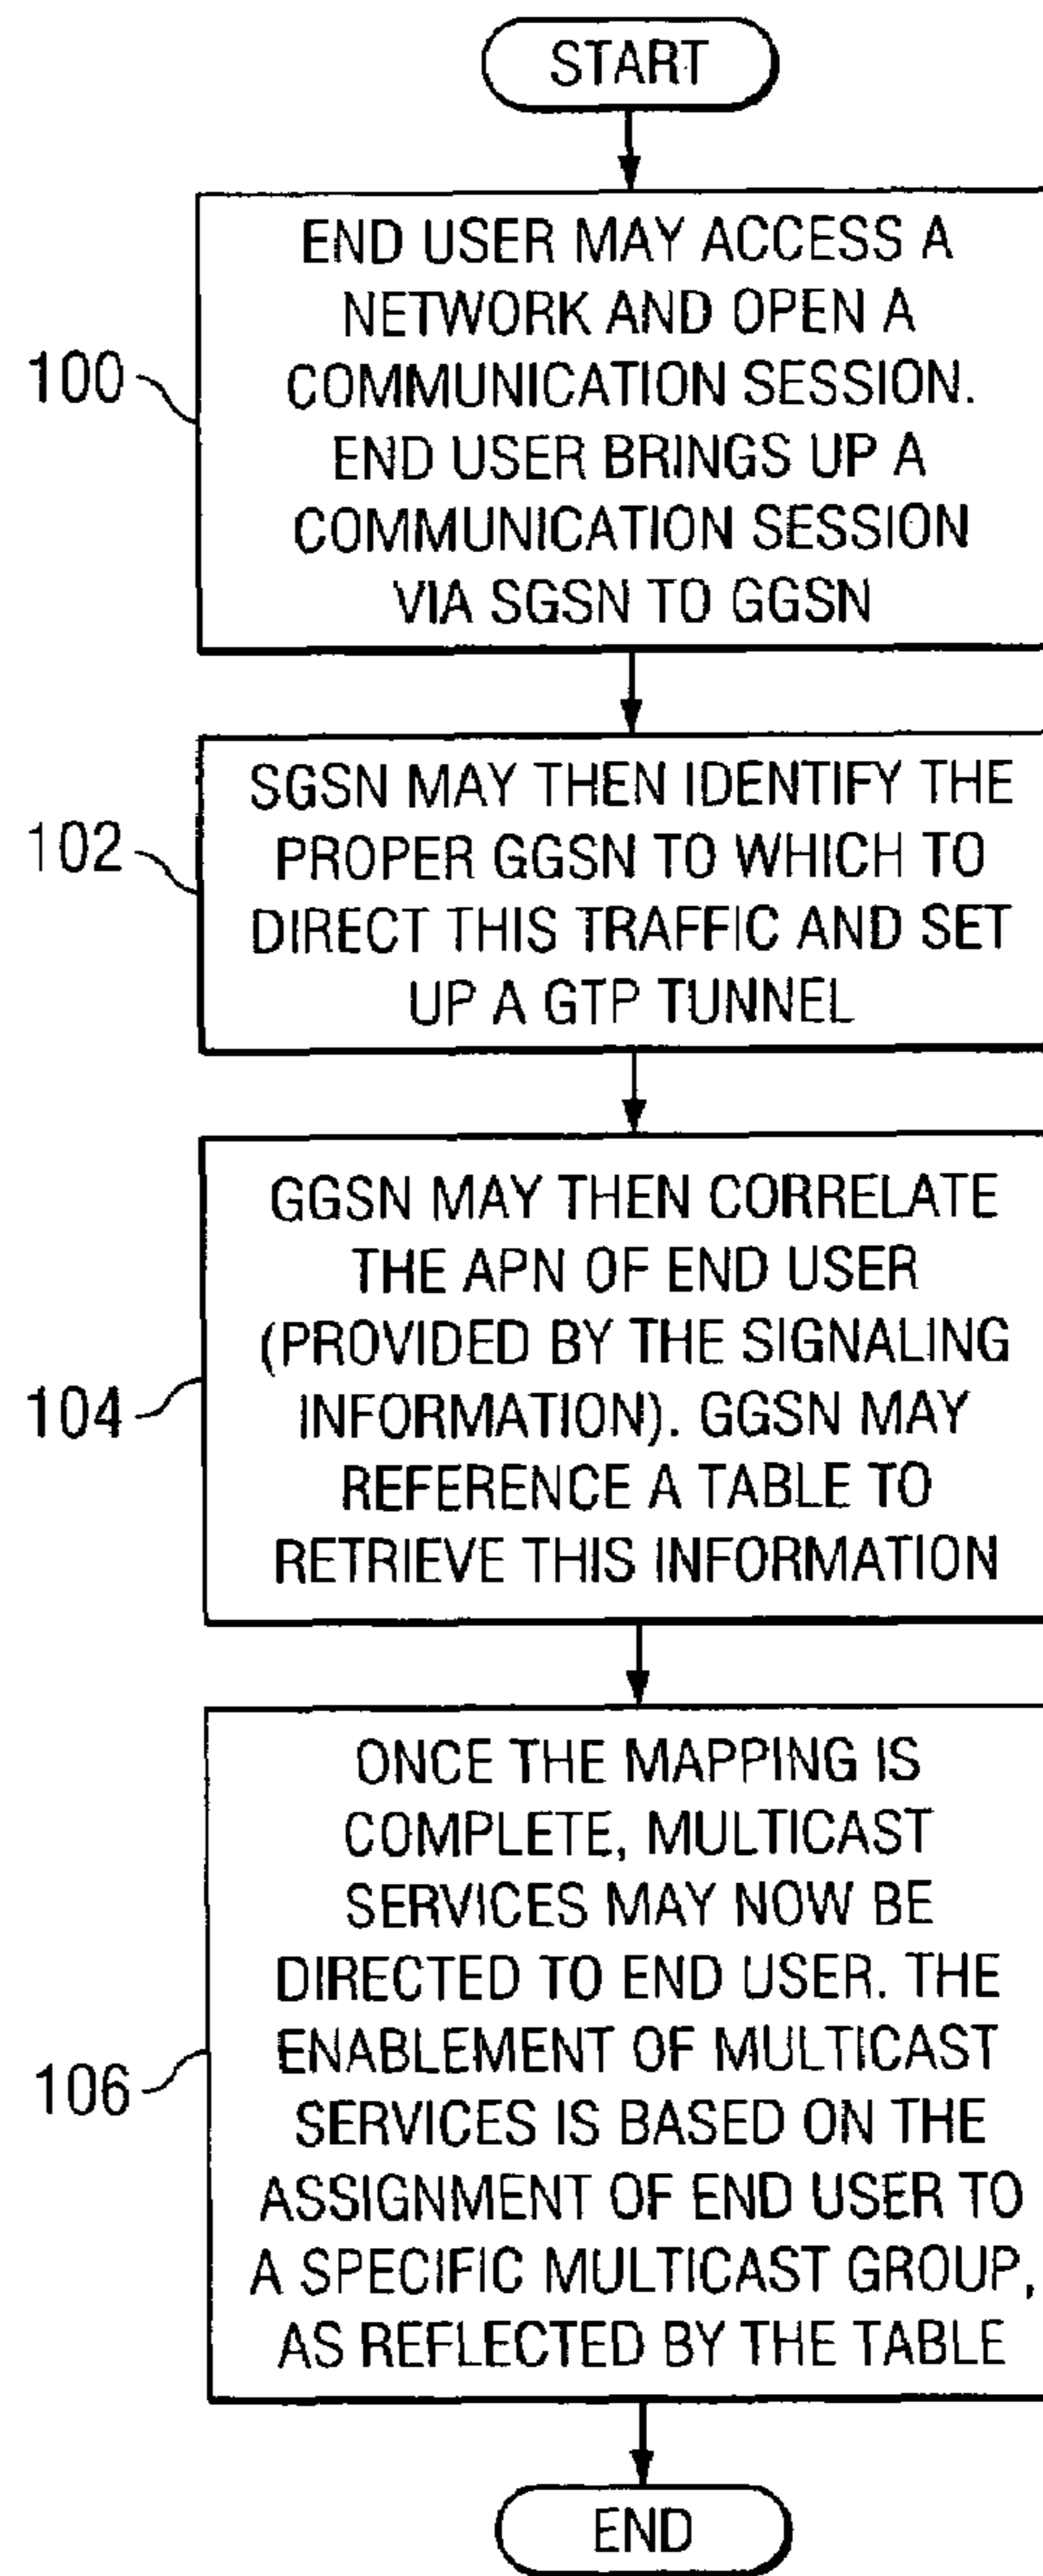 START
END USER MAY ACCESS A
NETWORK AND OPEN A
COMMUNICATION SESSION.
END USER BRINGS UP A
COMMUNICATION SESSION
VIA SGSN TO GGSN
100
SGSN MAY THEN IDENTIFY THE
PROPER GGSN TO WHICH TO
DIRECT THIS TRAFFIC AND SET
UP A GTP TUNNEL
102
GGSN MAY THEN CORRELATE
THE APN OF END USER
(PROVIDED BY THE SIGNALING
INFORMATION). GGSN MAY
REFERENCE A TABLE TO
RETRIEVE THIS INFORMATION
104
ONCE THE MAPPING IS
COMPLETE, MULTICAST
SERVICES MAY NOW BE
DIRECTED TO END USER. THE
ENABLEMENT OF MULTICAST
SERVICES IS BASED ON THE
ASSIGNMENT OF END USER TO
A SPECIFIC MULTICAST GROUP,
AS REFLECTED BY THE TABLE
106
END